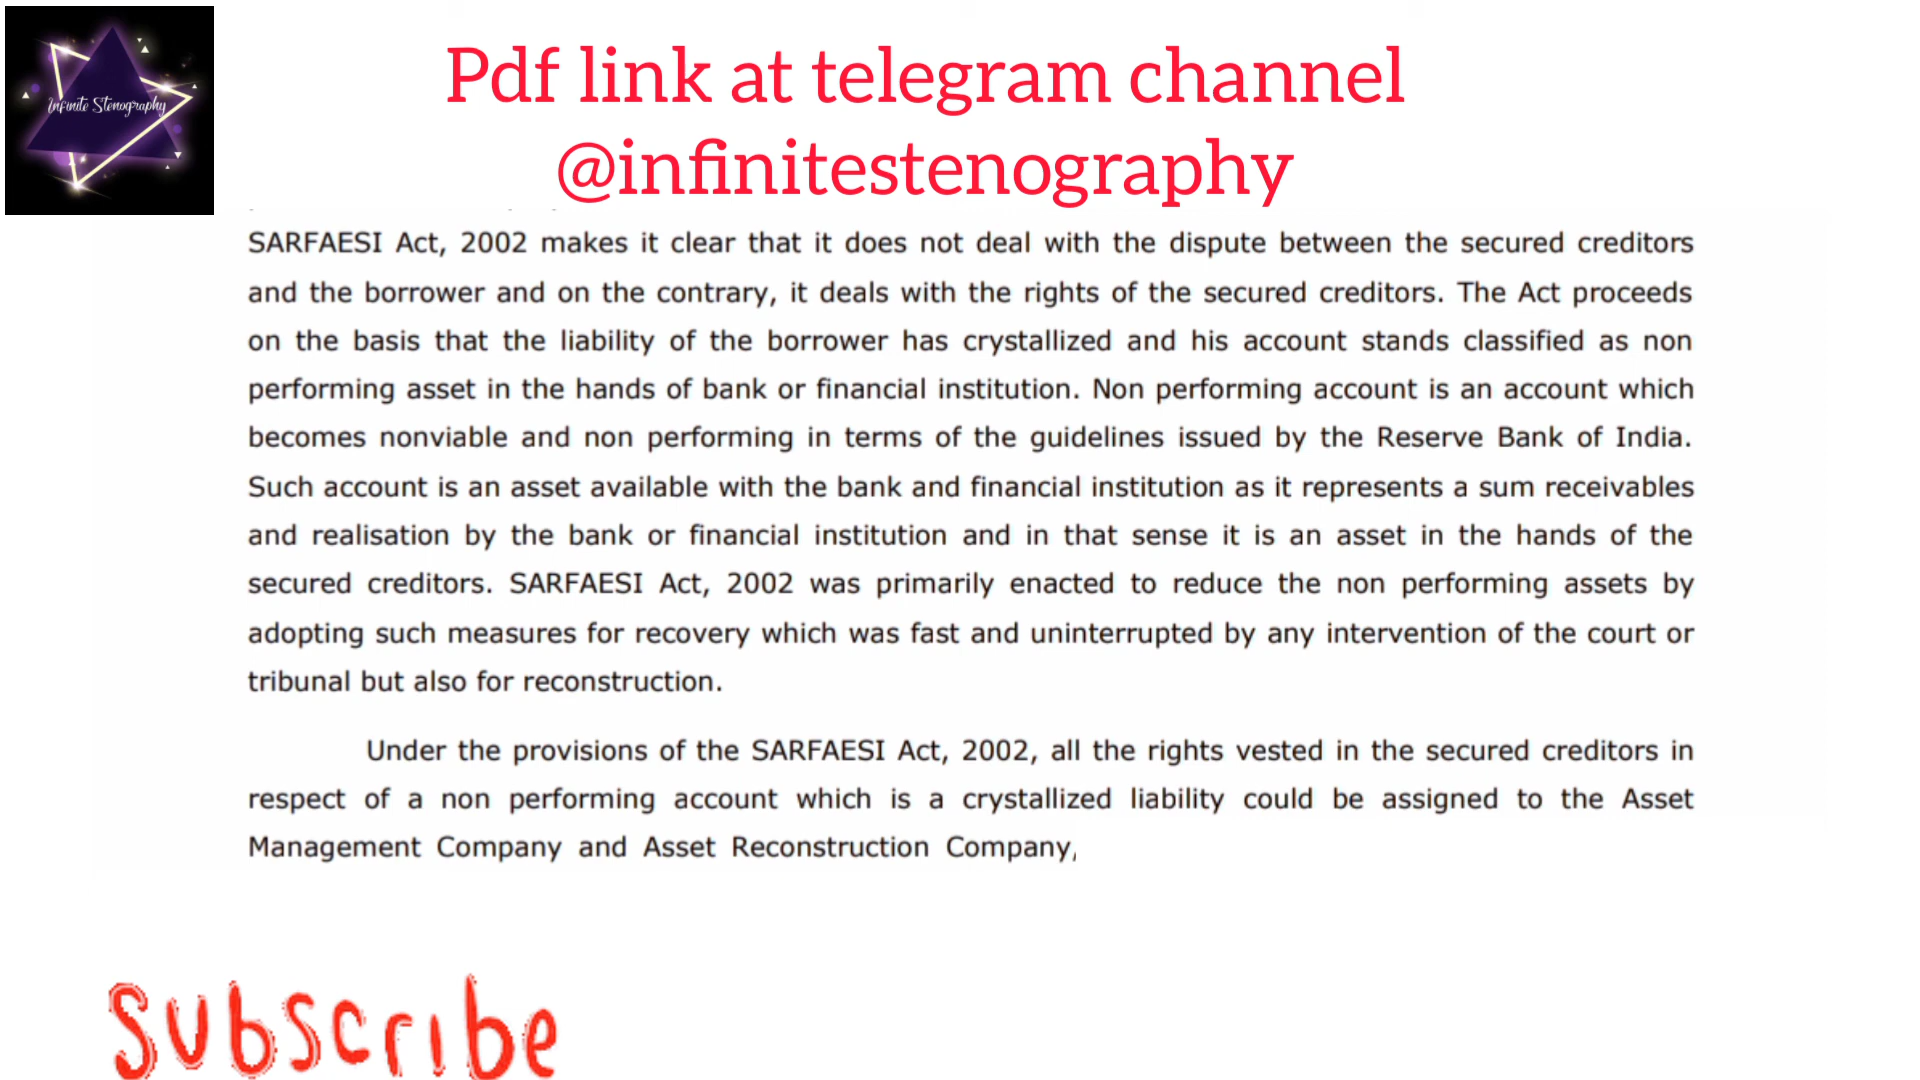 Infinite Stenography
Pdf link at telegram channel
@infinitestenography
SARFAESI Act, 2002 makes it clear that it does not deal with the dispute between the secured creditors
and the borrower and on the contrary, it deals with the rights of the secured creditors. The Act proceeds
on the basis that the liability of the borrower has crystallized and his account stands classified as non
performing asset in the hands of bank or financial institution. Non performing account is an account which
becomes nonviable and non performing in terms of the guidelines issued by the Reserve Bank of India.
Such account is an asset available with the bank and financial institution as it represents a sum receivables
and realisation by the bank or financial institution and in that sense it is an asset in the hands of the
secured creditors. SARFAESI Act, 2002 was primarily enacted to reduce the non performing assets by
adopting such measures for recovery which was fast and uninterrupted by any intervention of the court or
tribunal but also for reconstruction.
Under the provisions of the SARFAESI Act, 2002, all the rights vested in the secured creditors in
respect of a non performing account which is a crystallized liability could be assigned to the Asset
Management Company and Asset Reconstruction Company,
Subscribe